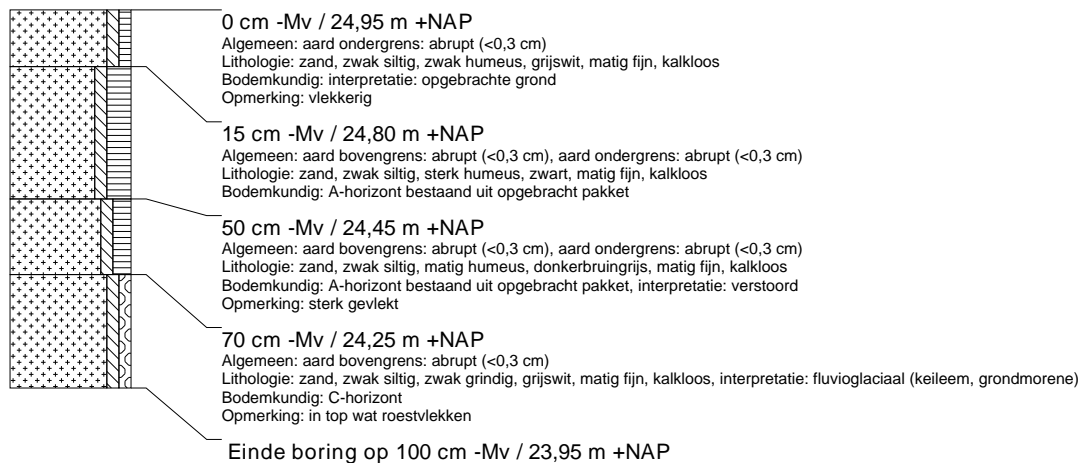 0 cm -Mv / 24,95 m +NAP
Algemeen: aard ondergrens: abrupt (<0,3 cm)
Lithologie: zand, zwak siltig, zwak humeus, grijswit, matig fijn, kalkloos
Bodemkundig: interpretatie: opgebrachte grond
Opmerking: vlekkerig
15 cm -Mv / 24,80 m +NAP
Algemeen: aard bovengrens: abrupt (<0,3 cm), aard ondergrens: abrupt (<0,3 cm)
Lithologie: zand, zwak siltig, sterk humeus, zwart, matig fijn, kalkloos
Bodemkundig: A-horizont bestaand uit opgebracht pakket
50 cm -Mv / 24,45 m +NAP
Algemeen: aard bovengrens: abrupt (<0,3 cm), aard ondergrens: abrupt (<0,3 cm)
Lithologie: zand, zwak siltig, matig humeus, donkerbruingrijs, matig fijn, kalkloos
Bodemkundig: A-horizont bestaand uit opgebracht pakket, interpretatie: verstoord
Opmerking: sterk gevlekt
70 cm -Mv / 24,25 m +NAP
Algemeen: aard bovengrens: abrupt (<0,3 cm)
Lithologie: zand, zwak siltig, zwak grindig, grijswit, matig fijn, kalkloos, interpretatie: fluvioglaciaal (keileem, grondmorene)
Bodemkundig: C-horizont
Opmerking: in top wat roestvlekken
Einde boring op 100 cm -Mv / 23,95 m +NAP